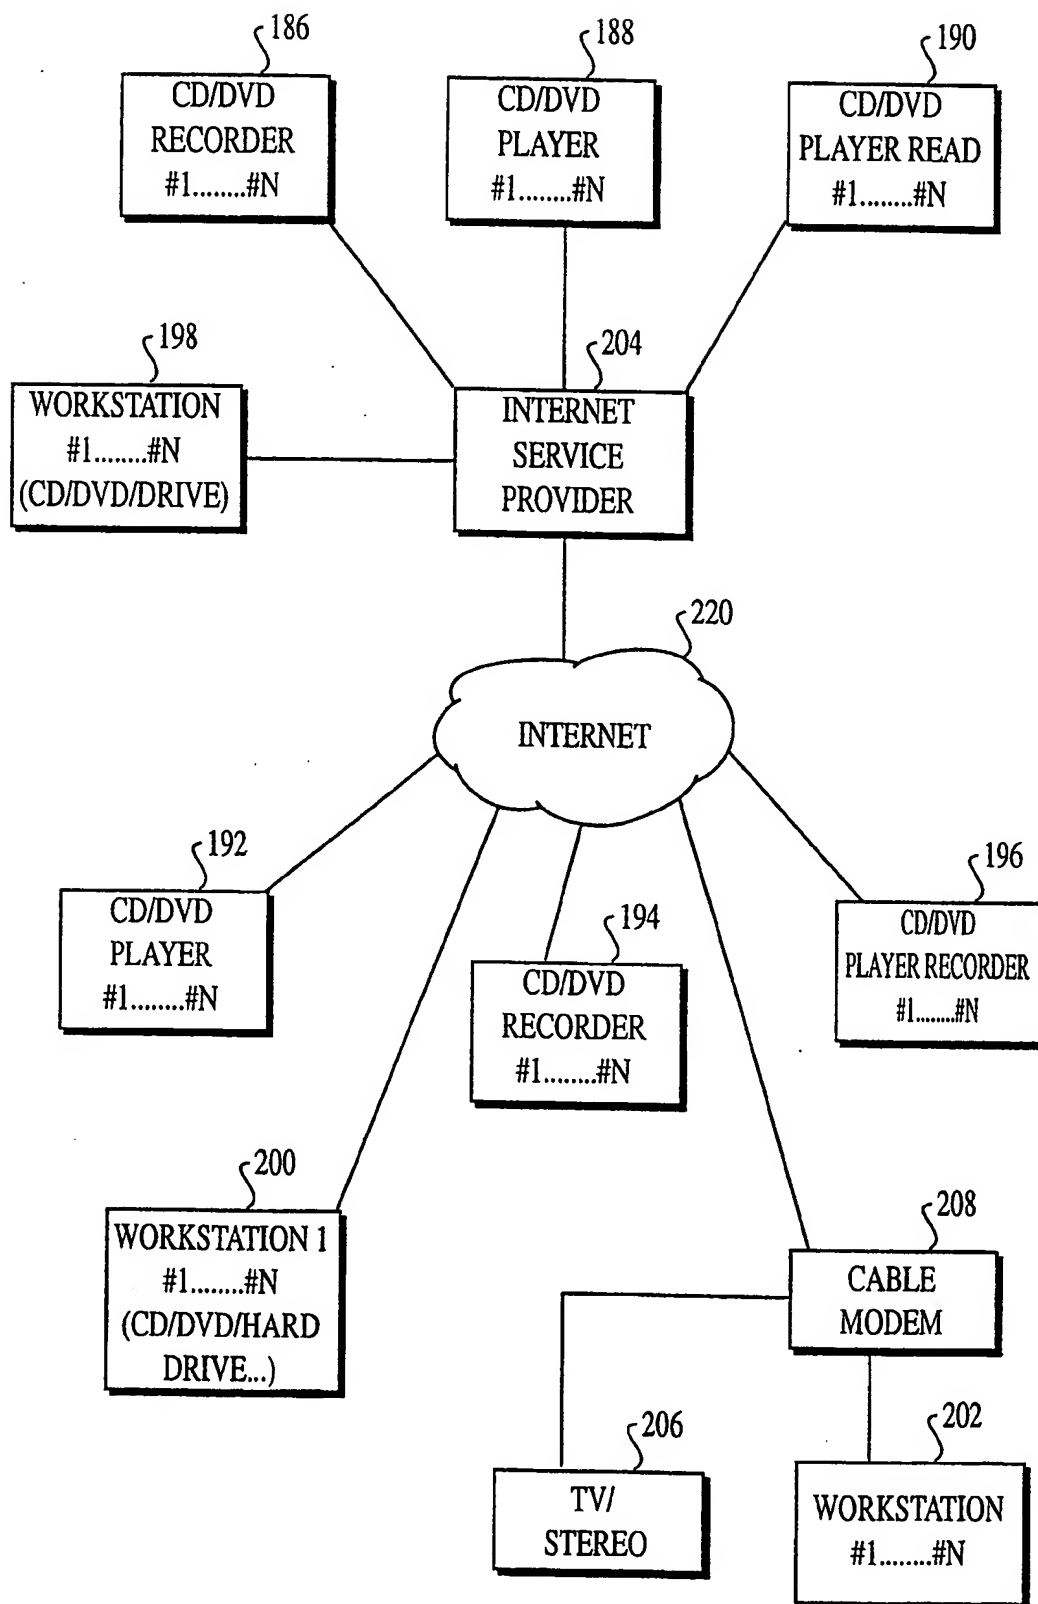 186
CD/DVD
RECORDER
#1........#N
188
CD/DVD
PLAYER
#1........#N
190
CD/DVD
PLAYER READ
#1........#N
198
WORKSTATION
#1........#N
(CD/DVD/DRIVE)
204
INTERNET
SERVICE
PROVIDER
220
INTERNET
192
CD/DVD
PLAYER
#1........#N
194
CD/DVD
RECORDER
#1........#N
196
CD/DVD
PLAYER RECORDER
#1........#N
200
WORKSTATION 1
#1........#N
(CD/DVD/HARD
DRIVE...)
208
CABLE
MODEM
206
TV/
STEREO
202
WORKSTATION
#1........#N